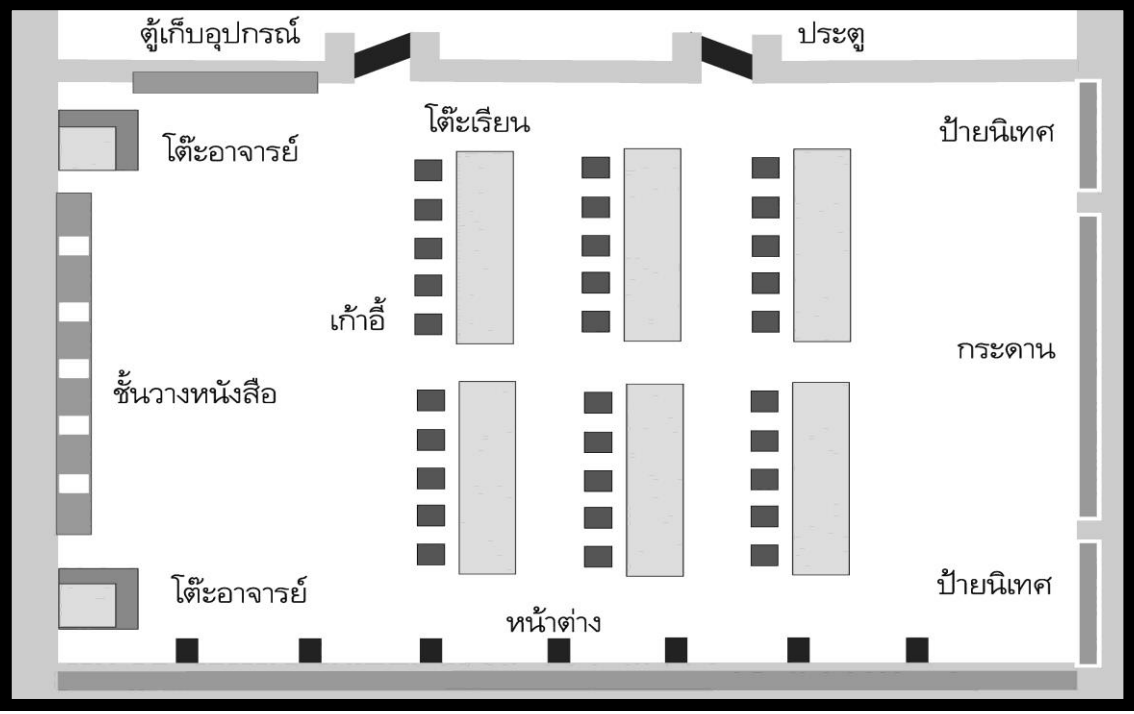 ตู้เก็บอุปกรณ์
ประตู
โต๊ะเรียน
ป้ายนิเทศ
โต๊ะอาจารย์
เก้าอี้
กระดาน
ชั้นวางหนังสือ
โต๊ะอาจารย์
ป้ายนิเทศ
หน้าต่าง